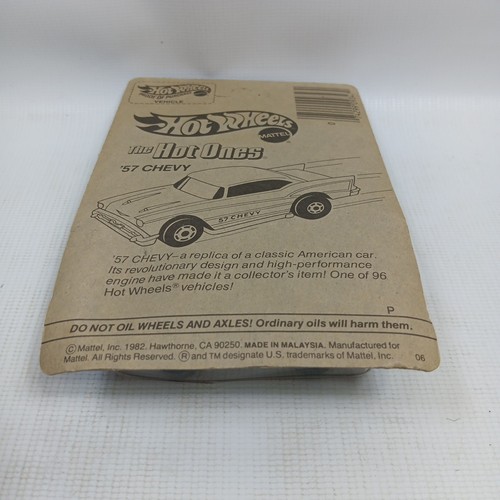 Hot Wheels
VEHICLE
Hot Wheels
MATTEL
The Hot Ones™
'57 CHEVY
'57 CHEVY
'57 CHEVY–a replica of a classic American car.
Its revolutionary design and high-performance
engine have made it a collector's item! One of 96
Hot Wheels® vehicles!
P
DO NOT OIL WHEELS AND AXLES! Ordinary oils will harm them.
© Mattel, Inc. 1982. Hawthorne, CA 90250. MADE IN MALAYSIA. Manufactured for
Mattel. All Rights Reserved. ® and TM designate U.S. trademarks of Mattel, Inc. 06